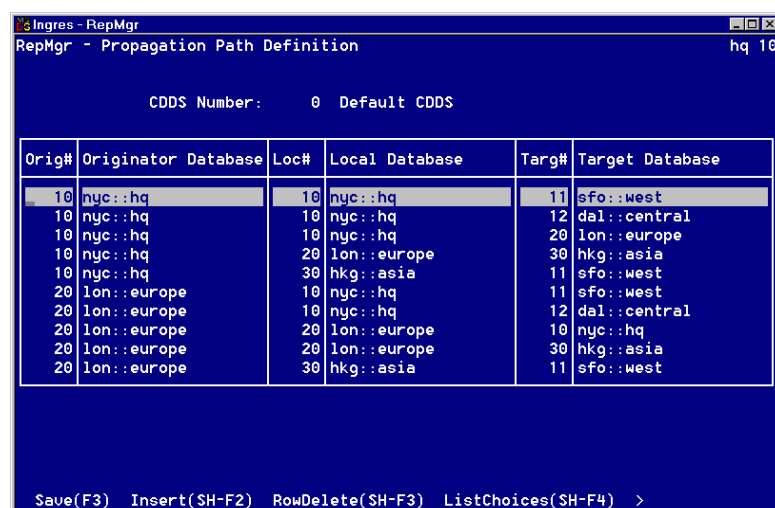 Ingres - RepMgr
RepMgr - Propagation Path Definition hq 10
CDDS Number: 0 Default CDDS
Orig# Originator Database Loc# Local Database Targ# Target Database
10 nyc::hq 10 nyc::hq 11 sfo::west
10 nyc::hq 10 nyc::hq 12 dal::central
10 nyc::hq 10 nyc::hq 20 lon::europe
10 nyc::hq 20 lon::europe 30 hkg::asia
10 nyc::hq 30 hkg::asia 11 sfo::west
20 lon::europe 10 nyc::hq 11 sfo::west
20 lon::europe 10 nyc::hq 12 dal::central
20 lon::europe 20 lon::europe 10 nyc::hq
20 lon::europe 20 lon::europe 30 hkg::asia
20 lon::europe 30 hkg::asia 11 sfo::west
Save(F3) Insert(SH-F2) RowDelete(SH-F3) ListChoices(SH-F4) >